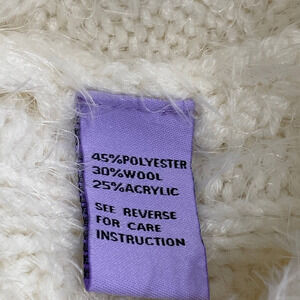 45%POLYESTER
30%WOOL
25%ACRYLIC
SEE REVERSE
FOR CARE
INSTRUCTION